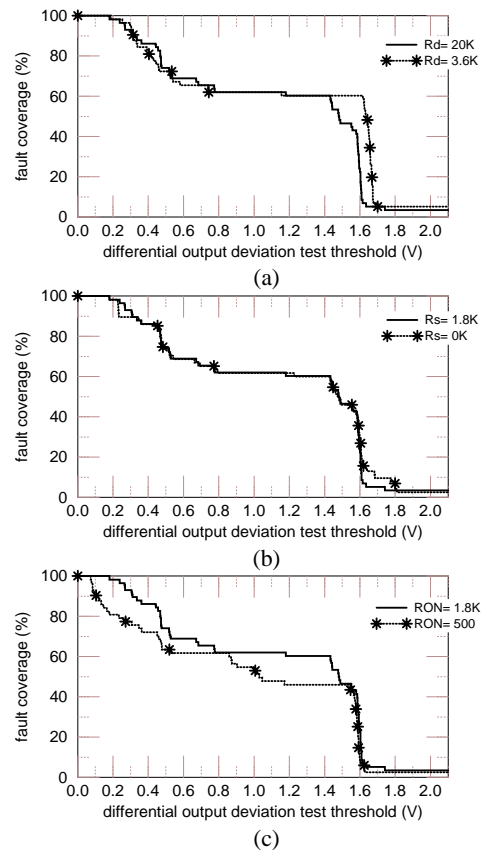 100
80
60
40
20
0
fault coverage (%)
Rd= 20K
Rd= 3.6K
0.0 0.2 0.4 0.6 0.8 1.0 1.2 1.4 1.6 1.8 2.0
differential output deviation test threshold (V)
(a)
100
80
60
40
20
0
fault coverage (%)
Rs= 1.8K
Rs= 0K
0.0 0.2 0.4 0.6 0.8 1.0 1.2 1.4 1.6 1.8 2.0
differential output deviation test threshold (V)
(b)
100
80
60
40
20
0
fault coverage (%)
RON= 1.8K
RON= 500
0.0 0.2 0.4 0.6 0.8 1.0 1.2 1.4 1.6 1.8 2.0
differential output deviation test threshold (V)
(c)